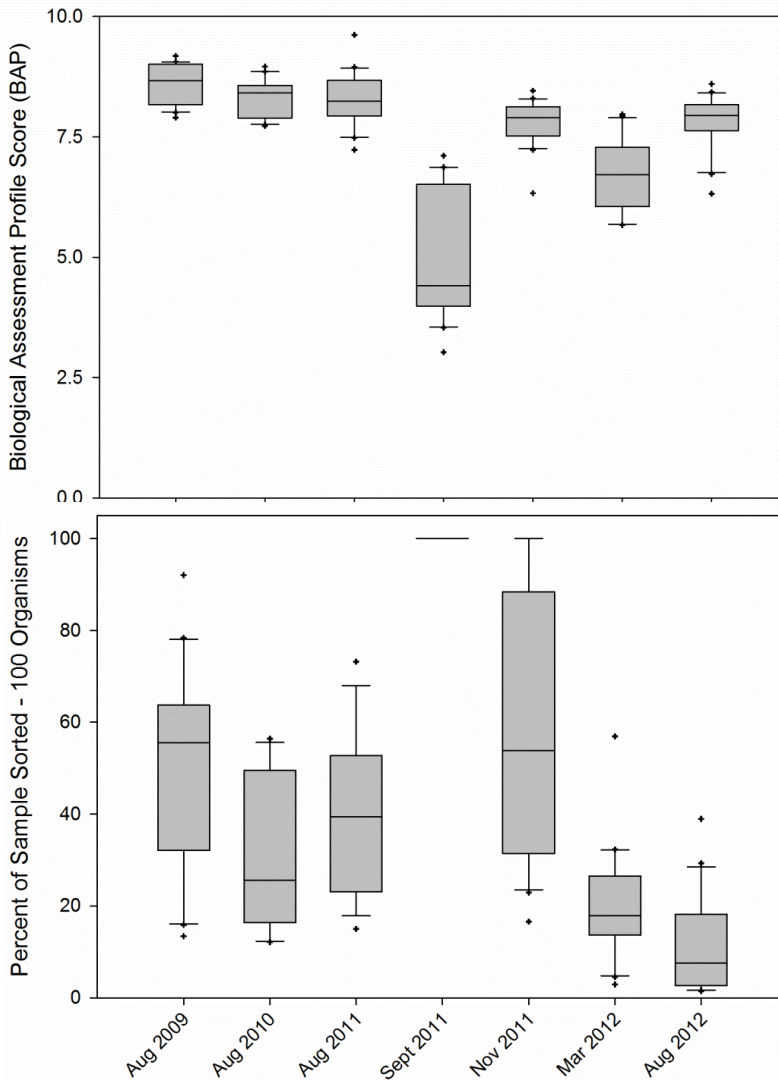 Biological Assessment Profile Score (BAP)
10.0
7.5
5.0
2.5
0.0
Percent of Sample Sorted - 100 Organisms
100
80
60
40
20
0
Aug 2009
Aug 2010
Aug 2011
Sept 2011
Nov 2011
Mar 2012
Aug 2012